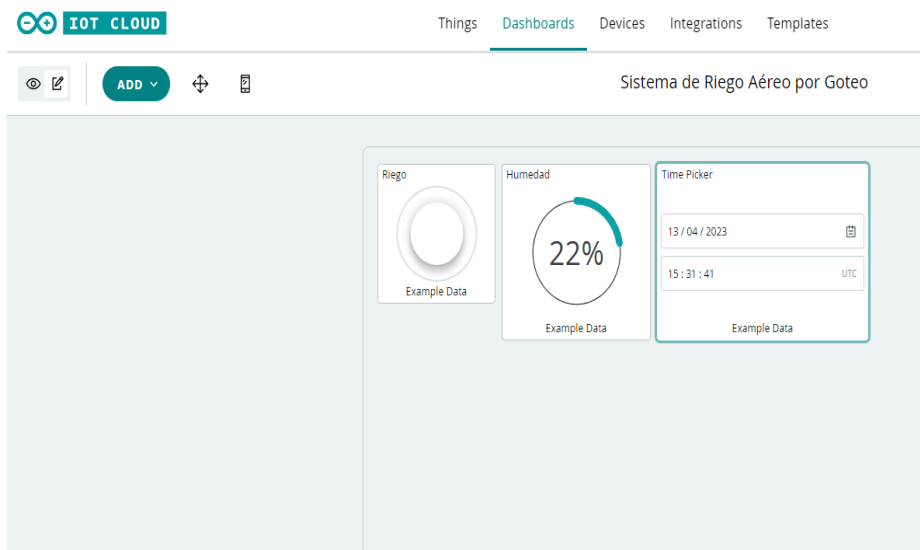 IOT CLOUD
Things Dashboards Devices Integrations Templates
ADD
Sistema de Riego Aéreo por Goteo
Riego
Example Data
Humedad
22%
Example Data
Time Picker
13 / 04 / 2023
15 : 31 : 41 UTC
Example Data